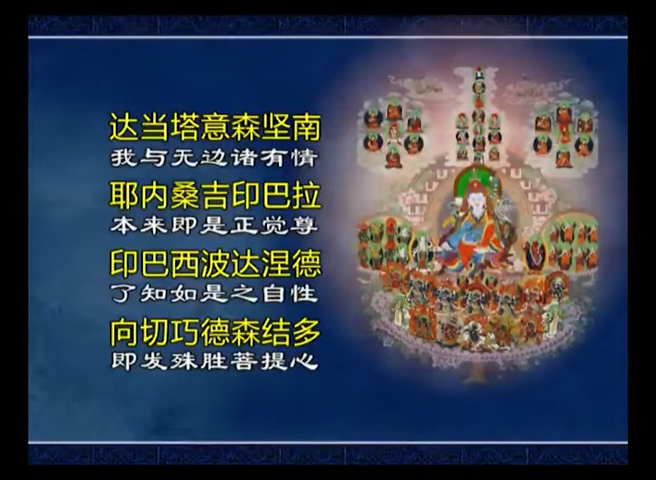 达当塔意森坚南
我与无边诸有情
耶内桑吉印巴拉
本来即是正觉尊
印巴西波达涅德
了知如是之自性
向切巧德森结多
即发殊胜菩提心